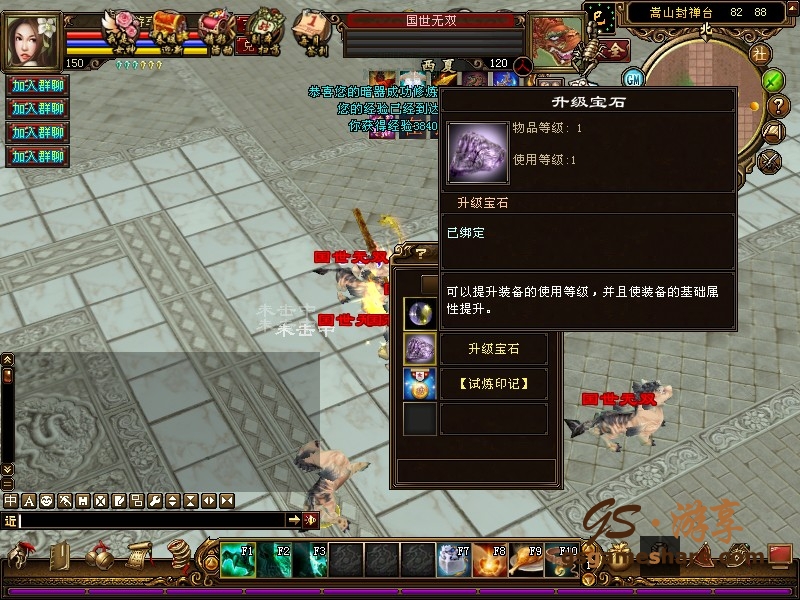 国世无双
嵩山封禅台 82 88
北
150
西夏
120
社
GM
加入群聊
加入群聊
加入群聊
加入群聊
恭喜您的暗器成功修炼
您的经验已经到达
你获得经验3840
升级宝石
物品等级: 1
使用等级:1
升级宝石
已绑定
可以提升装备的使用等级，并且使装备的基础属
性提升。
国世无双
未击中
未击中
升级宝石
【试炼印记】
国世无双
近
GS·游享
F1 F2 F3 F7 F8 F9 F10